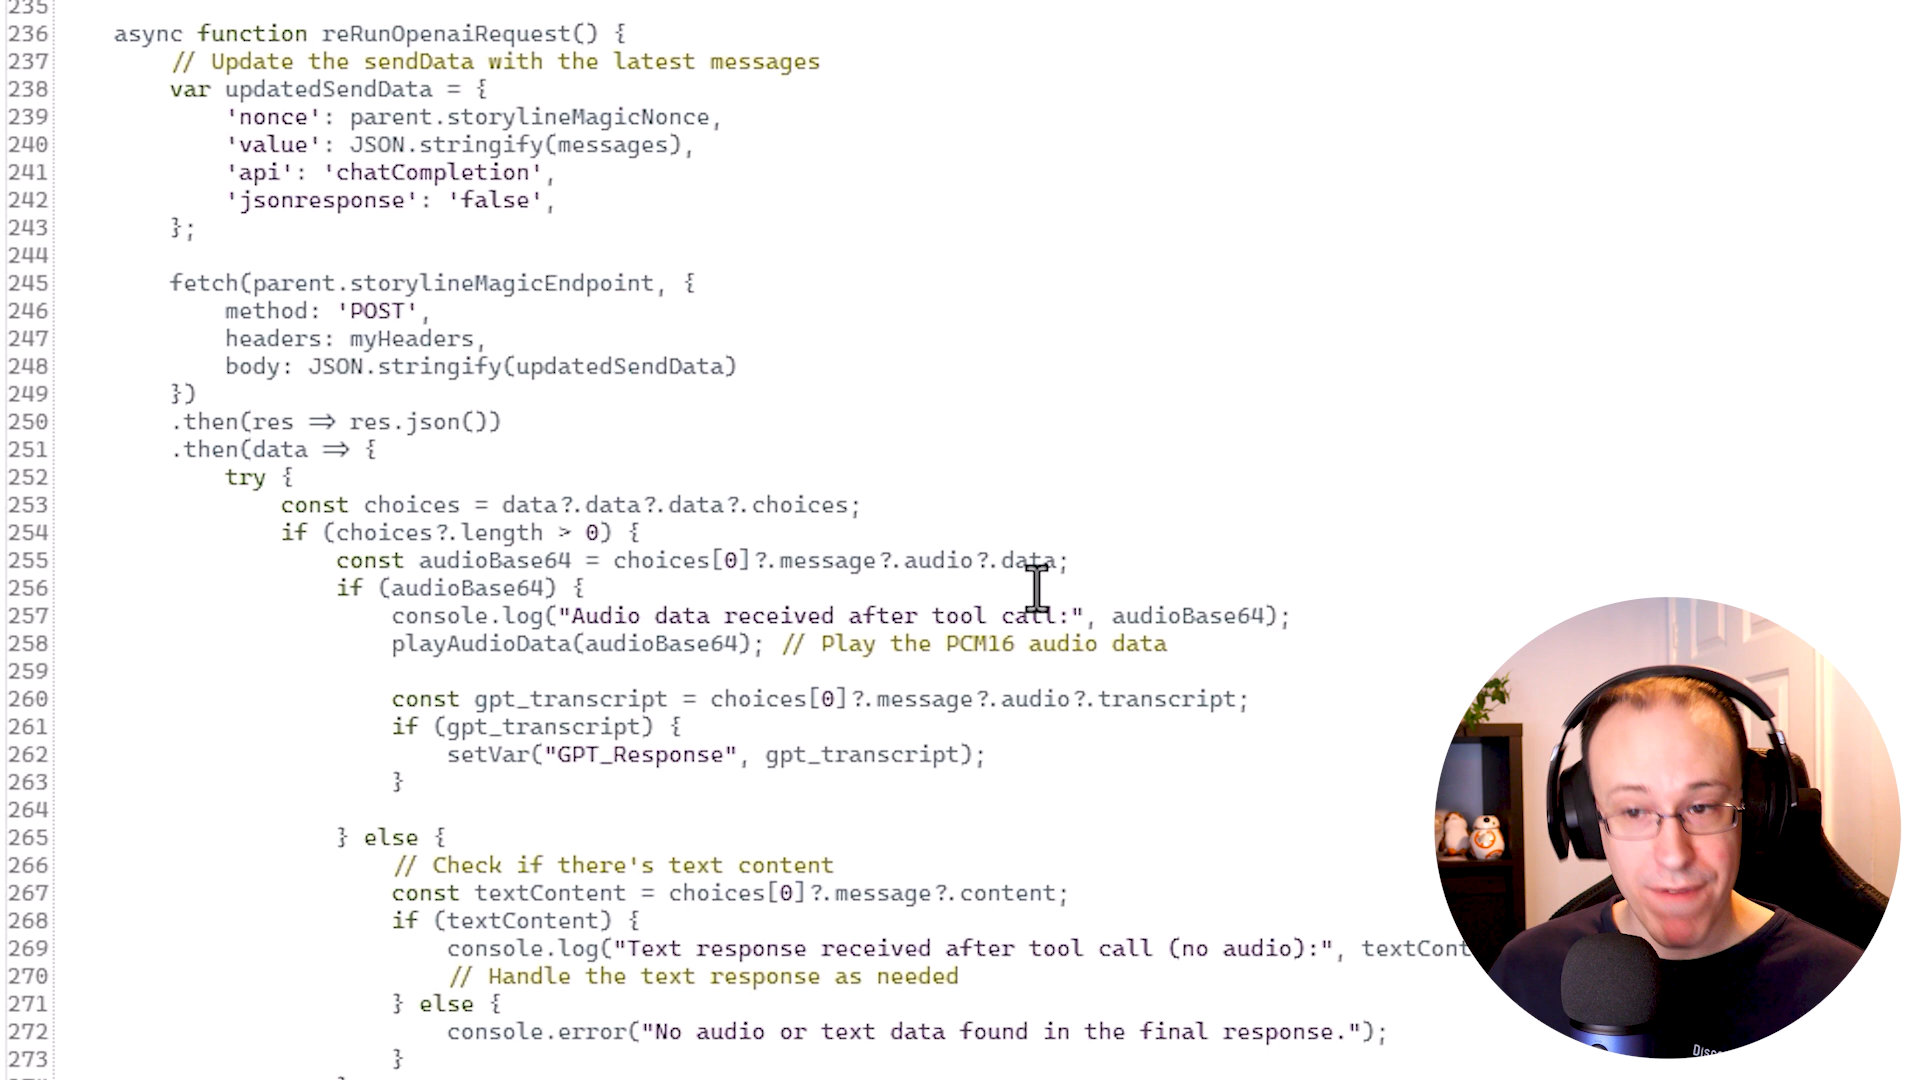 235
236 async function reRunOpenaiRequest() {
237 // Update the sendData with the latest messages
238 var updatedSendData = {
239 'nonce': parent.storylineMagicNonce,
240 'value': JSON.stringify(messages),
241 'api': 'chatCompletion',
242 'jsonresponse': 'false',
243 };
244
245 fetch(parent.storylineMagicEndpoint, {
246 method: 'POST',
247 headers: myHeaders,
248 body: JSON.stringify(updatedSendData)
249 })
250 .then(res => res.json())
251 .then(data => {
252 try {
253 const choices = data?.data?.data?.choices;
254 if (choices?.length > 0) {
255 const audioBase64 = choices[0]?.message?.audio?.data;
256 if (audioBase64) {
257 console.log("Audio data received after tool call:", audioBase64);
258 playAudioData(audioBase64); // Play the PCM16 audio data
259
260 const gpt_transcript = choices[0]?.message?.audio?.transcript;
261 if (gpt_transcript) {
262 setVar("GPT_Response", gpt_transcript);
263 }
264
265 } else {
266 // Check if there's text content
267 const textContent = choices[0]?.message?.content;
268 if (textContent) {
269 console.log("Text response received after tool call (no audio):", textCont
270 // Handle the text response as needed
271 } else {
272 console.error("No audio or text data found in the final response.");
273 }